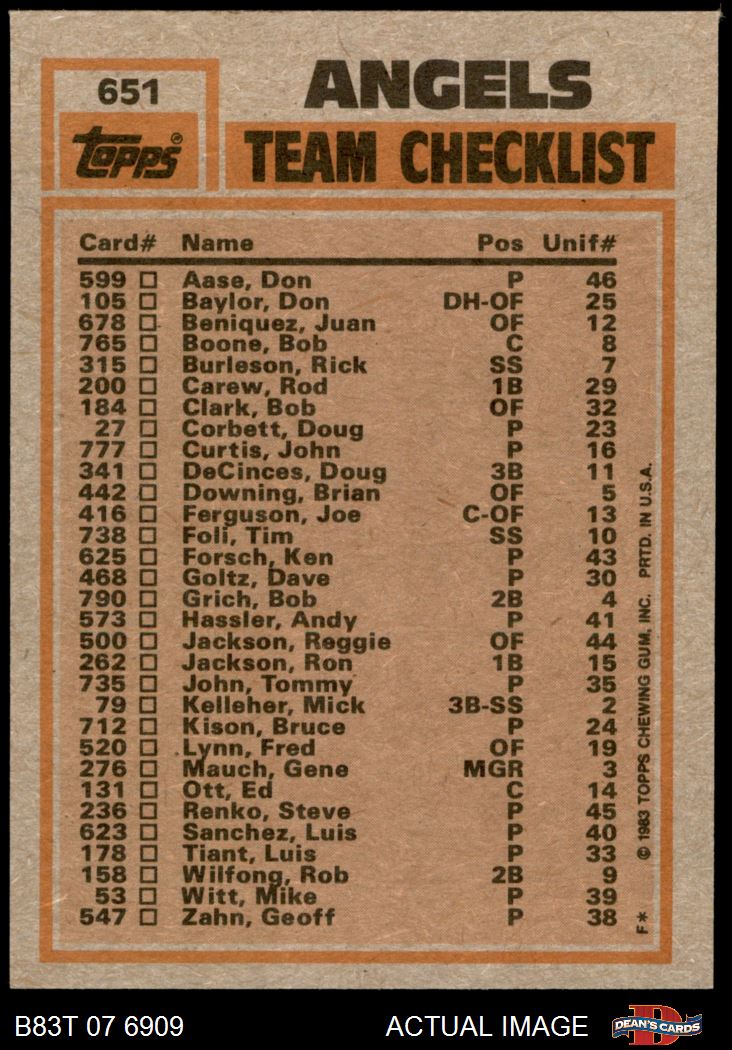 651
ANGELS
topps®
TEAM CHECKLIST
Card# Name Pos Unif#
599 □ Aase, Don P 46
105 □ Baylor, Don DH-OF 25
678 □ Beniquez, Juan OF 12
765 □ Boone, Bob C 8
315 □ Burleson, Rick SS 7
200 □ Carew, Rod 1B 29
184 □ Clark, Bob OF 32
27 □ Corbett, Doug P 23
777 □ Curtis, John P 16
341 □ DeCinces, Doug 3B 11
442 □ Downing, Brian OF 5
416 □ Ferguson, Joe C-OF 13
738 □ Foli, Tim SS 10
625 □ Forsch, Ken P 43
468 □ Goltz, Dave P 30
790 □ Grich, Bob 2B 4
573 □ Hassler, Andy P 41
500 □ Jackson, Reggie OF 44
262 □ Jackson, Ron 1B 15
735 □ John, Tommy P 35
79 □ Kelleher, Mick 3B-SS 2
712 □ Kison, Bruce P 24
520 □ Lynn, Fred OF 19
276 □ Mauch, Gene MGR 3
131 □ Ott, Ed C 14
236 □ Renko, Steve P 45
623 □ Sanchez, Luis P 40
178 □ Tiant, Luis P 33
158 □ Wilfong, Rob 2B 9
53 □ Witt, Mike P 39
547 □ Zahn, Geoff P 38
F* © 1983 TOPPS CHEWING GUM, INC. PRTD. IN U.S.A.
B83T 07 6909 ACTUAL IMAGE
D
DEAN'S CARDS